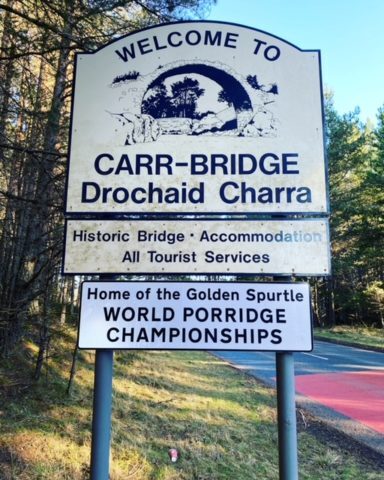 WELCOME TO
CARR-BRIDGE
Drochaid Charra
Historic Bridge · Accommodation
All Tourist Services
Home of the Golden Spurtle
WORLD PORRIDGE
CHAMPIONSHIPS